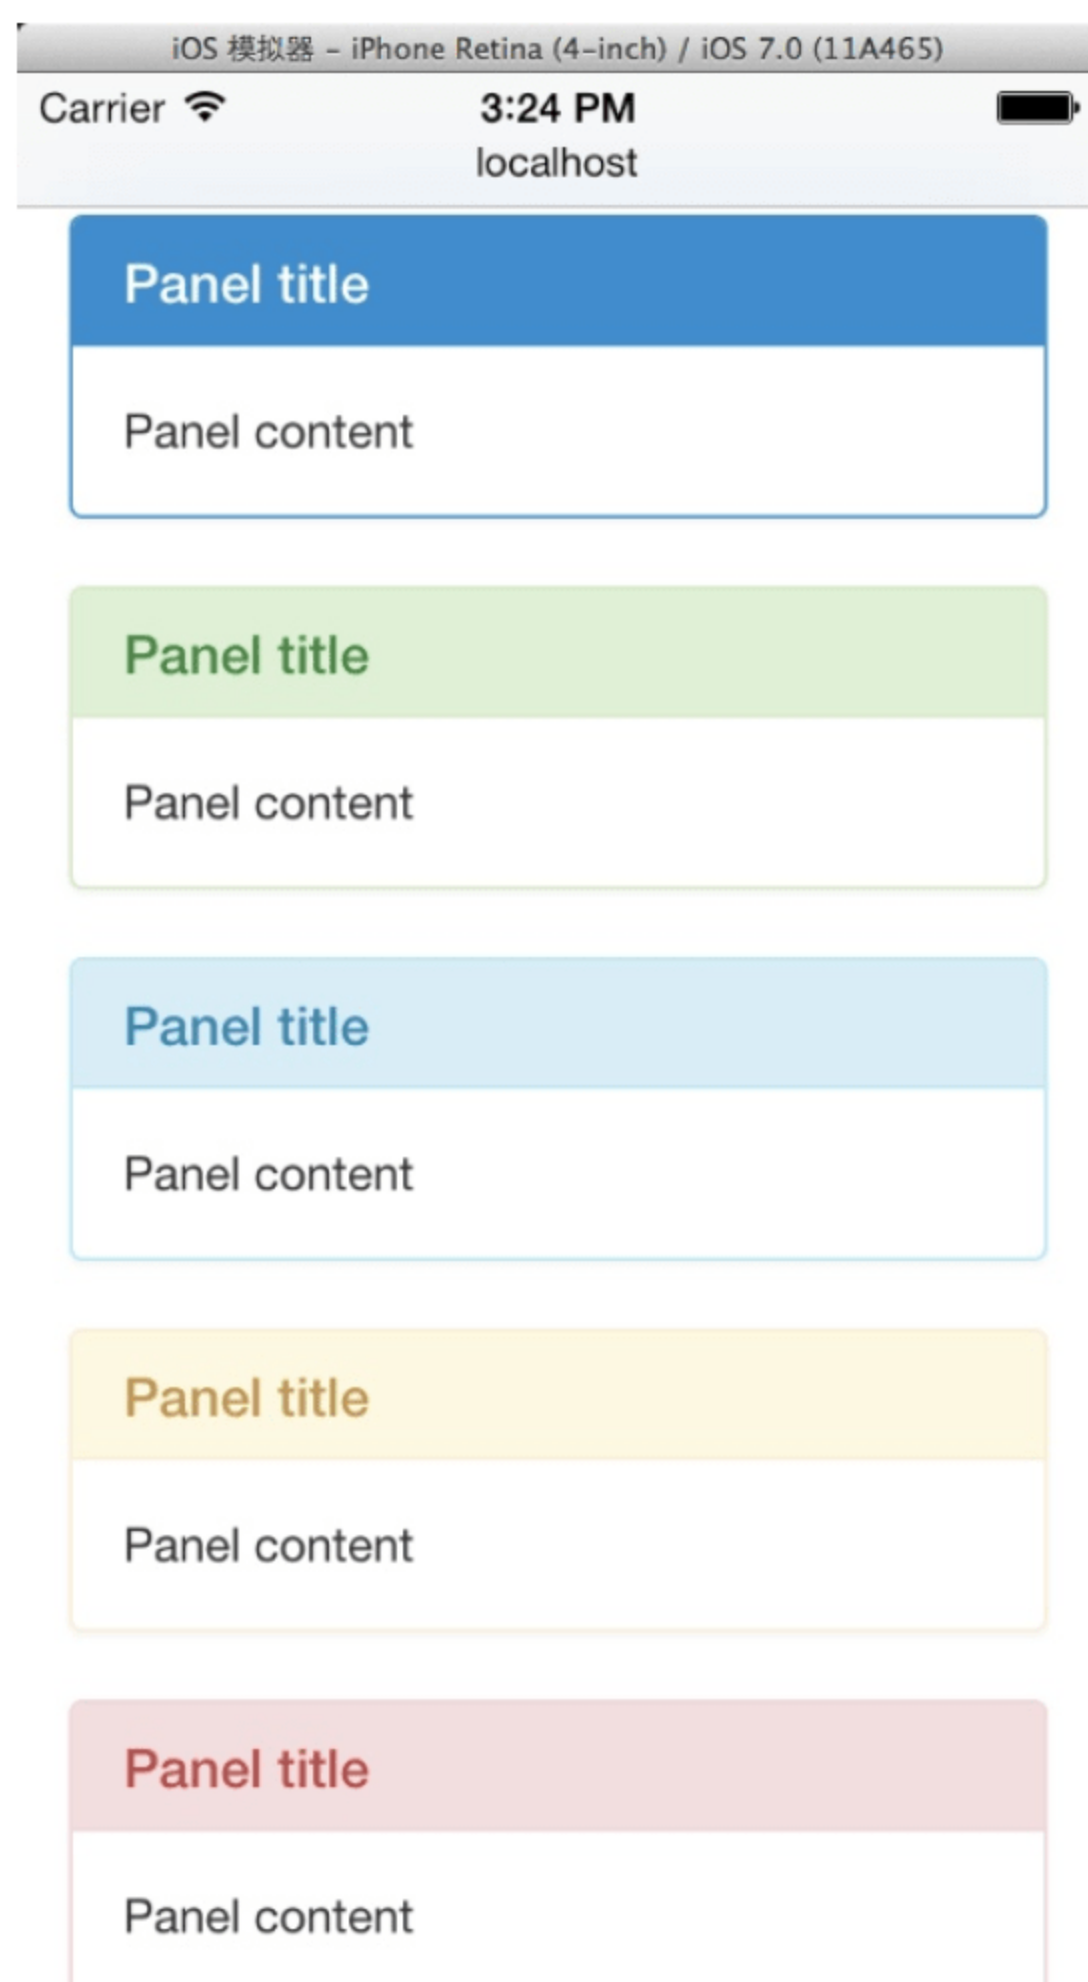 iOS 模拟器 – iPhone Retina (4-inch) / iOS 7.0 (11A465)
Carrier 3:24 PM
localhost
Panel title
Panel content
Panel title
Panel content
Panel title
Panel content
Panel title
Panel content
Panel title
Panel content